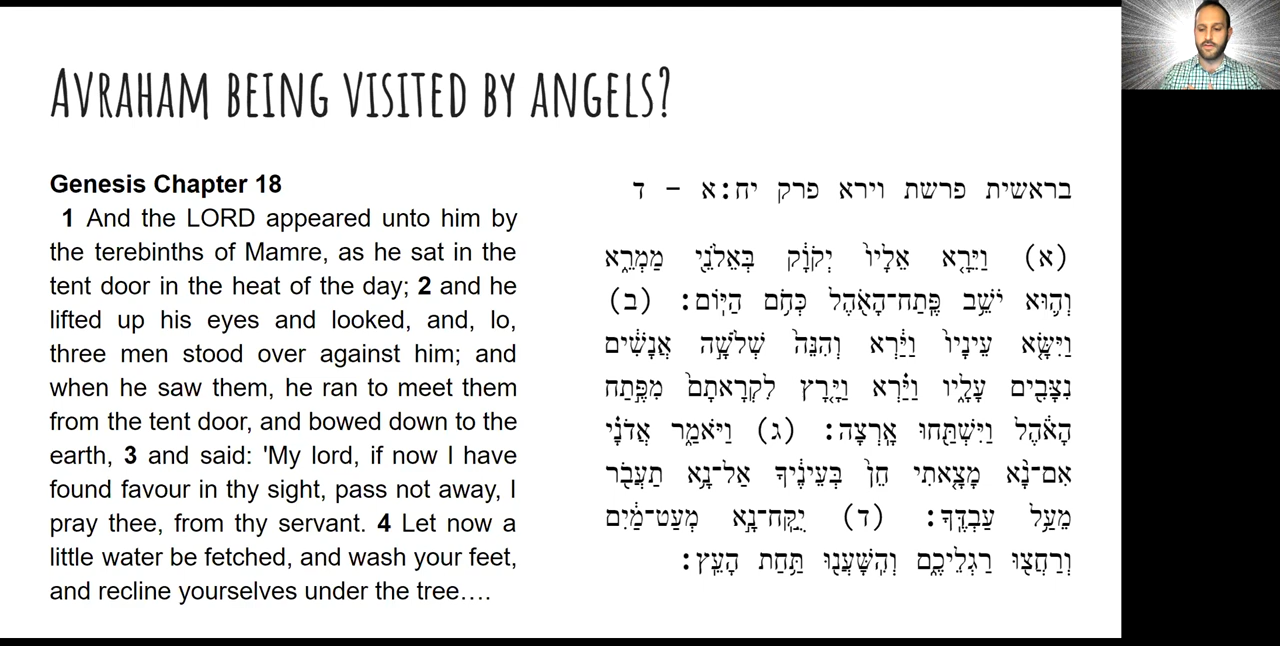 AVRAHAM BEING VISITED BY ANGELS?
Genesis Chapter 18
1 And the LORD appeared unto him by
the terebinths of Mamre, as he sat in the
tent door in the heat of the day; 2 and he
lifted up his eyes and looked, and, lo,
three men stood over against him; and
when he saw them, he ran to meet them
from the tent door, and bowed down to the
earth, 3 and said: 'My lord, if now I have
found favour in thy sight, pass not away, I
pray thee, from thy servant. 4 Let now a
little water be fetched, and wash your feet,
and recline yourselves under the tree….
בראשית פרשת וירא פרק יח:א - ד
(א) וַיֵּרָ֤א אֵלָיו֙ יְקֹוָ֔ק בְּאֵלֹנֵ֖י מַמְרֵ֑א
וְה֛וּא יֹשֵׁ֥ב פֶּֽתַח־הָאֹ֖הֶל כְּחֹ֥ם הַיּֽוֹם: (ב)
וַיִּשָּׂ֤א עֵינָיו֙ וַיַּ֔רְא וְהִנֵּה֙ שְׁלֹשָׁ֣ה אֲנָשִׁ֔ים
נִצָּבִ֖ים עָלָ֑יו וַיַּ֗רְא וַיָּ֤רָץ לִקְרָאתָם֙ מִפֶּ֣תַח
הָאֹ֔הֶל וַיִּשְׁתַּ֖חוּ אָֽרְצָה: (ג) וַיֹּאמַ֑ר אֲדֹנָ֗י
אִם־נָ֨א מָצָ֤אתִי חֵן֙ בְּעֵינֶ֔יךָ אַל־נָ֥א תַעֲבֹ֖ר
מֵעַ֥ל עַבְדֶּֽךָ: (ד) יֻקַּֽח־נָ֣א מְעַט־מַ֔יִם
וְרַחֲצ֖וּ רַגְלֵיכֶ֑ם וְהִֽשָּׁעֲנ֖וּ תַּ֥חַת הָעֵֽץ: